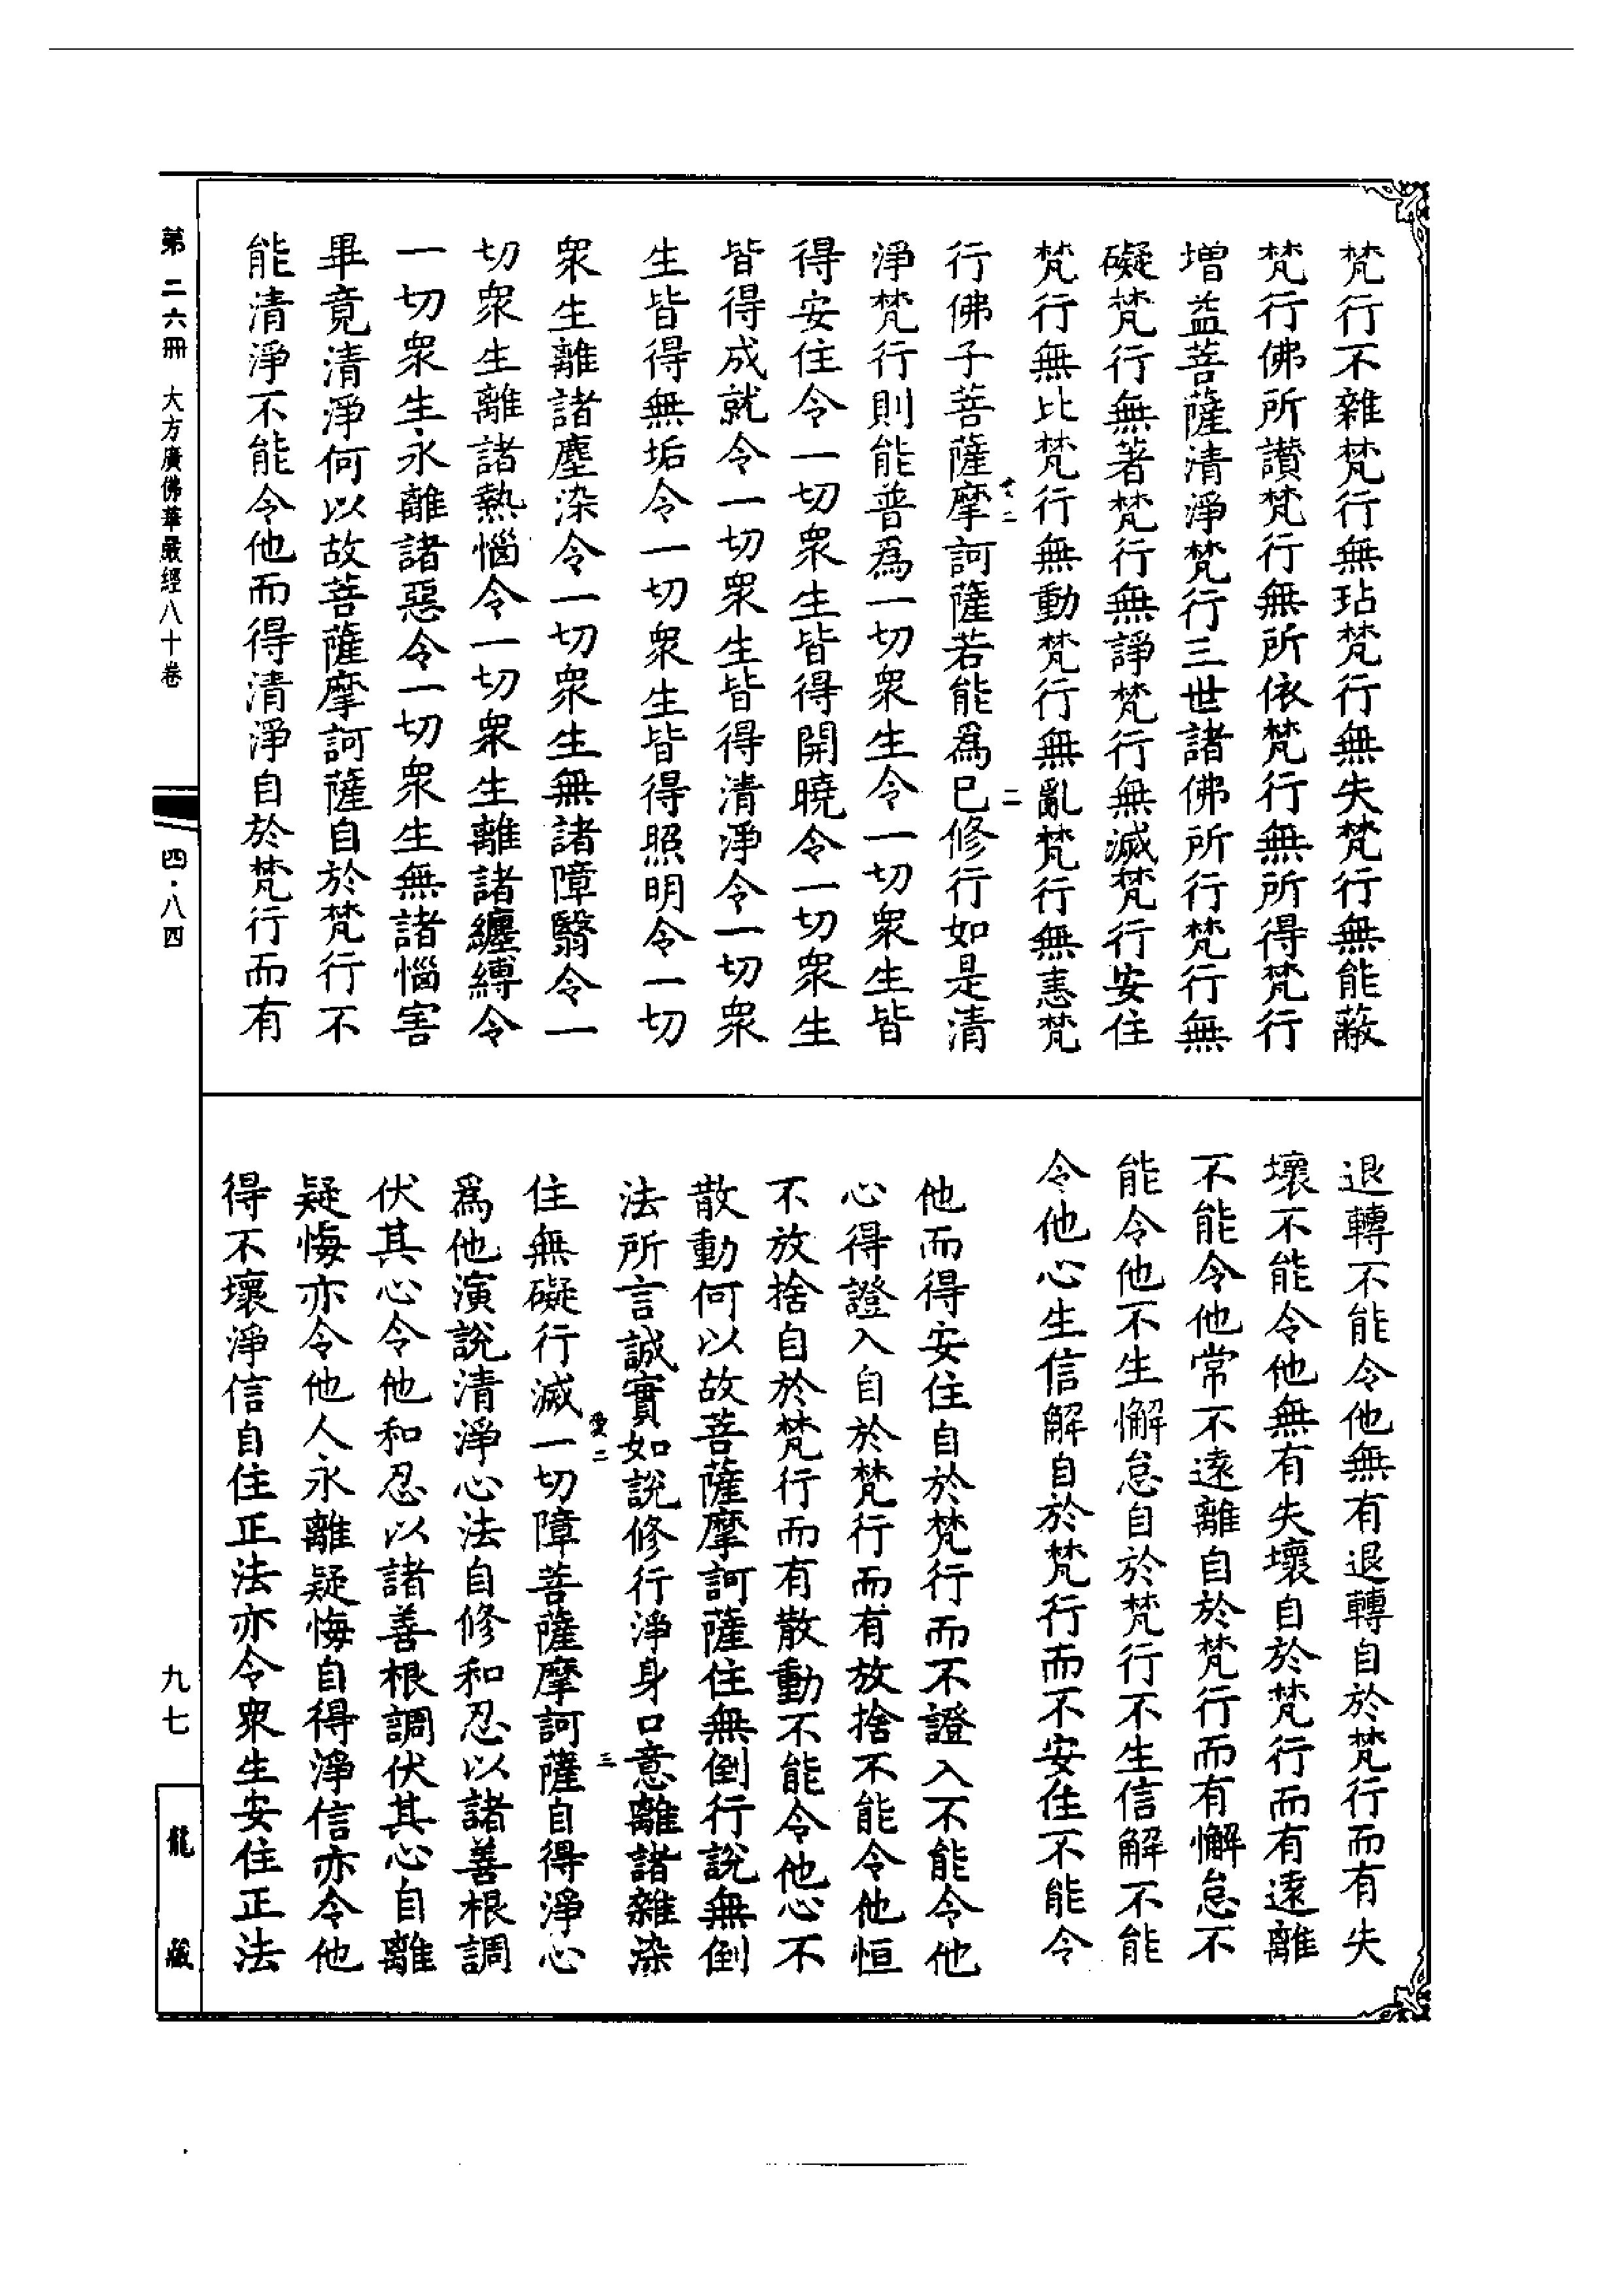 梵行不雜梵行無玷梵行無失梵行無能蔽
梵行佛所讃梵行無所依梵行無所得梵行
增益菩薩清淨梵行三世諸佛所行梵行無
礙梵行無著梵行無諍梵行無滅梵行安住
梵行無比梵行無動梵行無亂梵行無恚梵
二
行佛子菩薩摩訶薩若能爲巳修行如是清
淨梵行則能普爲一切衆生令一切衆生皆
得安住令一切衆生皆得開曉令一切衆生
皆得成就令一切衆生皆得清淨令一切衆
生皆得無垢令一切衆生皆得照明令一切
衆生離諸塵染令一切衆生無諸障翳令一
切衆生離諸熱惱令一切衆生離諸纏縛令
一切衆生永離諸惡令一切衆生無諸惱害
畢竟清淨何以故菩薩摩訶薩自於梵行不
能清淨不能令他而得清淨自於梵行而有
退轉不能令他無有退轉自於梵行而有失
壞不能令他無有失壞自於梵行而有遠離
不能令他常不遠離自於梵行而有懈怠不
能令他不生懈怠自於梵行不生信解不能
令他心生信解自於梵行而不安住不能令
他而得安住自於梵行而不證入不能令他
心得證入自於梵行而有放捨不能令他恒
不放捨自於梵行而有散動不能令他心不
散動何以故菩薩摩訶薩住無倒行說無倒
法所言誠實如說修行淨身口意離諸雜染
愛二 三
住無礙行滅一切障菩薩摩訶薩自得淨心
爲他演說清淨心法自修和忍以諸善根調
伏其心令他和忍以諸善根調伏其心自離
疑悔亦令他人永離疑悔自得淨信亦令他
得不壞淨信自住正法亦令衆生安住正法
第二六冊 大方廣佛華嚴經八十卷 四·八四
九七
龍藏